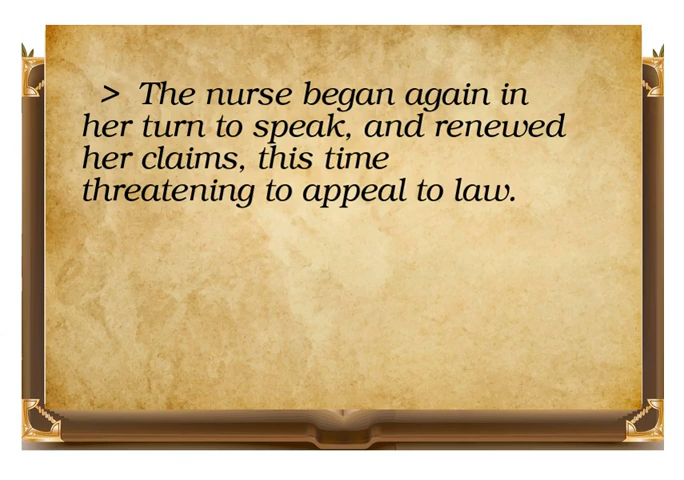 > The nurse began again in
her turn to speak, and renewed
her claims, this time
threatening to appeal to law.